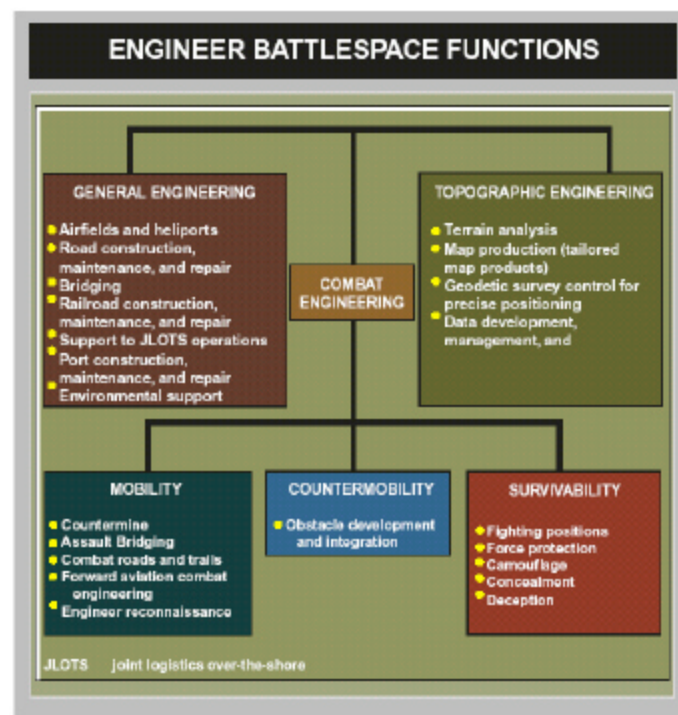 ENGINEER BATTLESPACE FUNCTIONS
GENERAL ENGINEERING
Airfields and heliports
Road construction,
maintenance, and repair
Bridging
Railroad construction,
maintenance, and repair
Support to JLOTS operations
Port construction,
maintenance, and repair
Environmental support
COMBAT
ENGINEERING
TOPOGRAPHIC ENGINEERING
Terrain analysis
Map production (tailored
map products)
Geodetic survey control for
precise positioning
Data development,
management, and
MOBILITY
Countermine
Assault Bridging
Combat roads and trails
Forward aviation combat
engineering
Engineer reconnaissance
COUNTERMOBILITY
Obstacle development
and integration
SURVIVABILITY
Fighting positions
Force protection
Camouflage
Concealment
Deception
JLOTS joint logistics over-the-shore